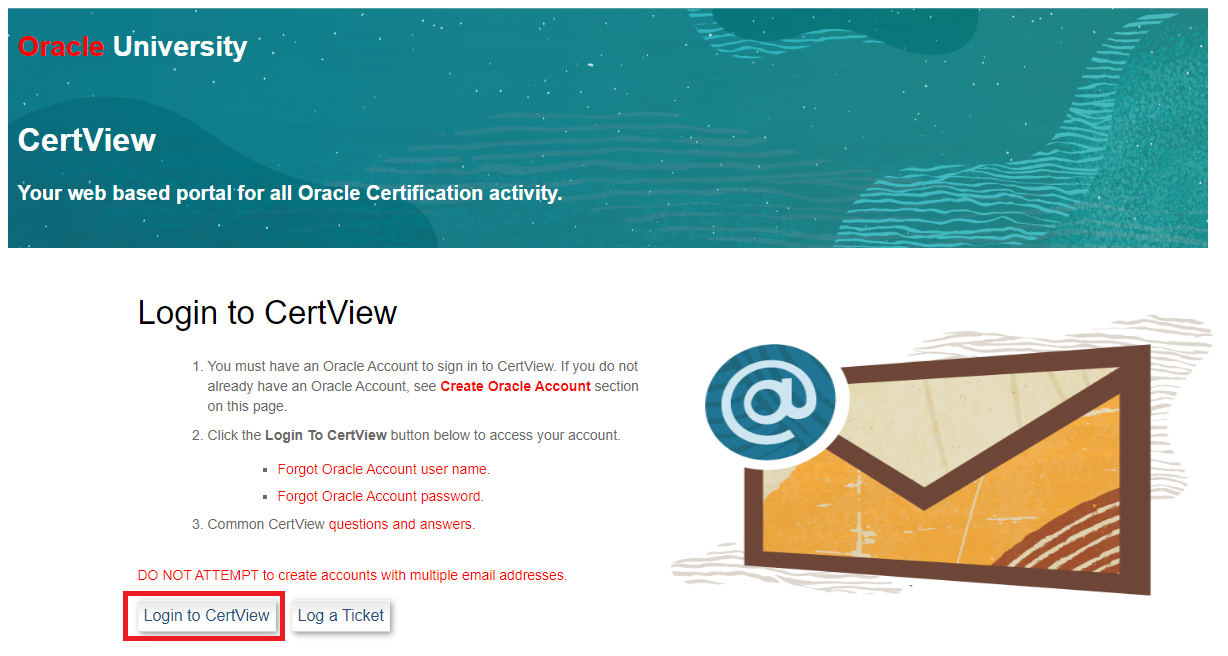 Oracle University
CertView
Your web based portal for all Oracle Certification activity.
Login to CertView
1. You must have an Oracle Account to sign in to CertView. If you do not
already have an Oracle Account, see Create Oracle Account section
on this page.
2. Click the Login To CertView button below to access your account.
▪ Forgot Oracle Account user name.
▪ Forgot Oracle Account password.
3. Common CertView questions and answers.
DO NOT ATTEMPT to create accounts with multiple email addresses.
Login to CertView Log a Ticket
@